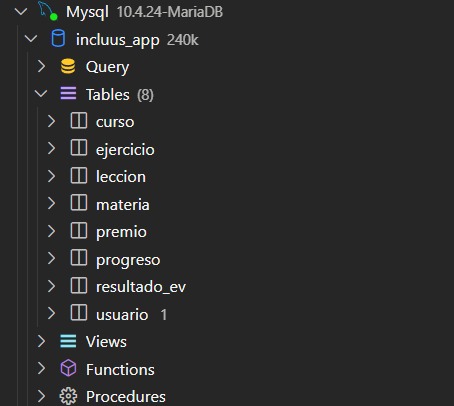 Mysql 10.4.24-MariaDB
incluus_app 240k
Query
Tables (8)
curso
ejercicio
leccion
materia
premio
progreso
resultado_ev
usuario 1
Views
Functions
Procedures